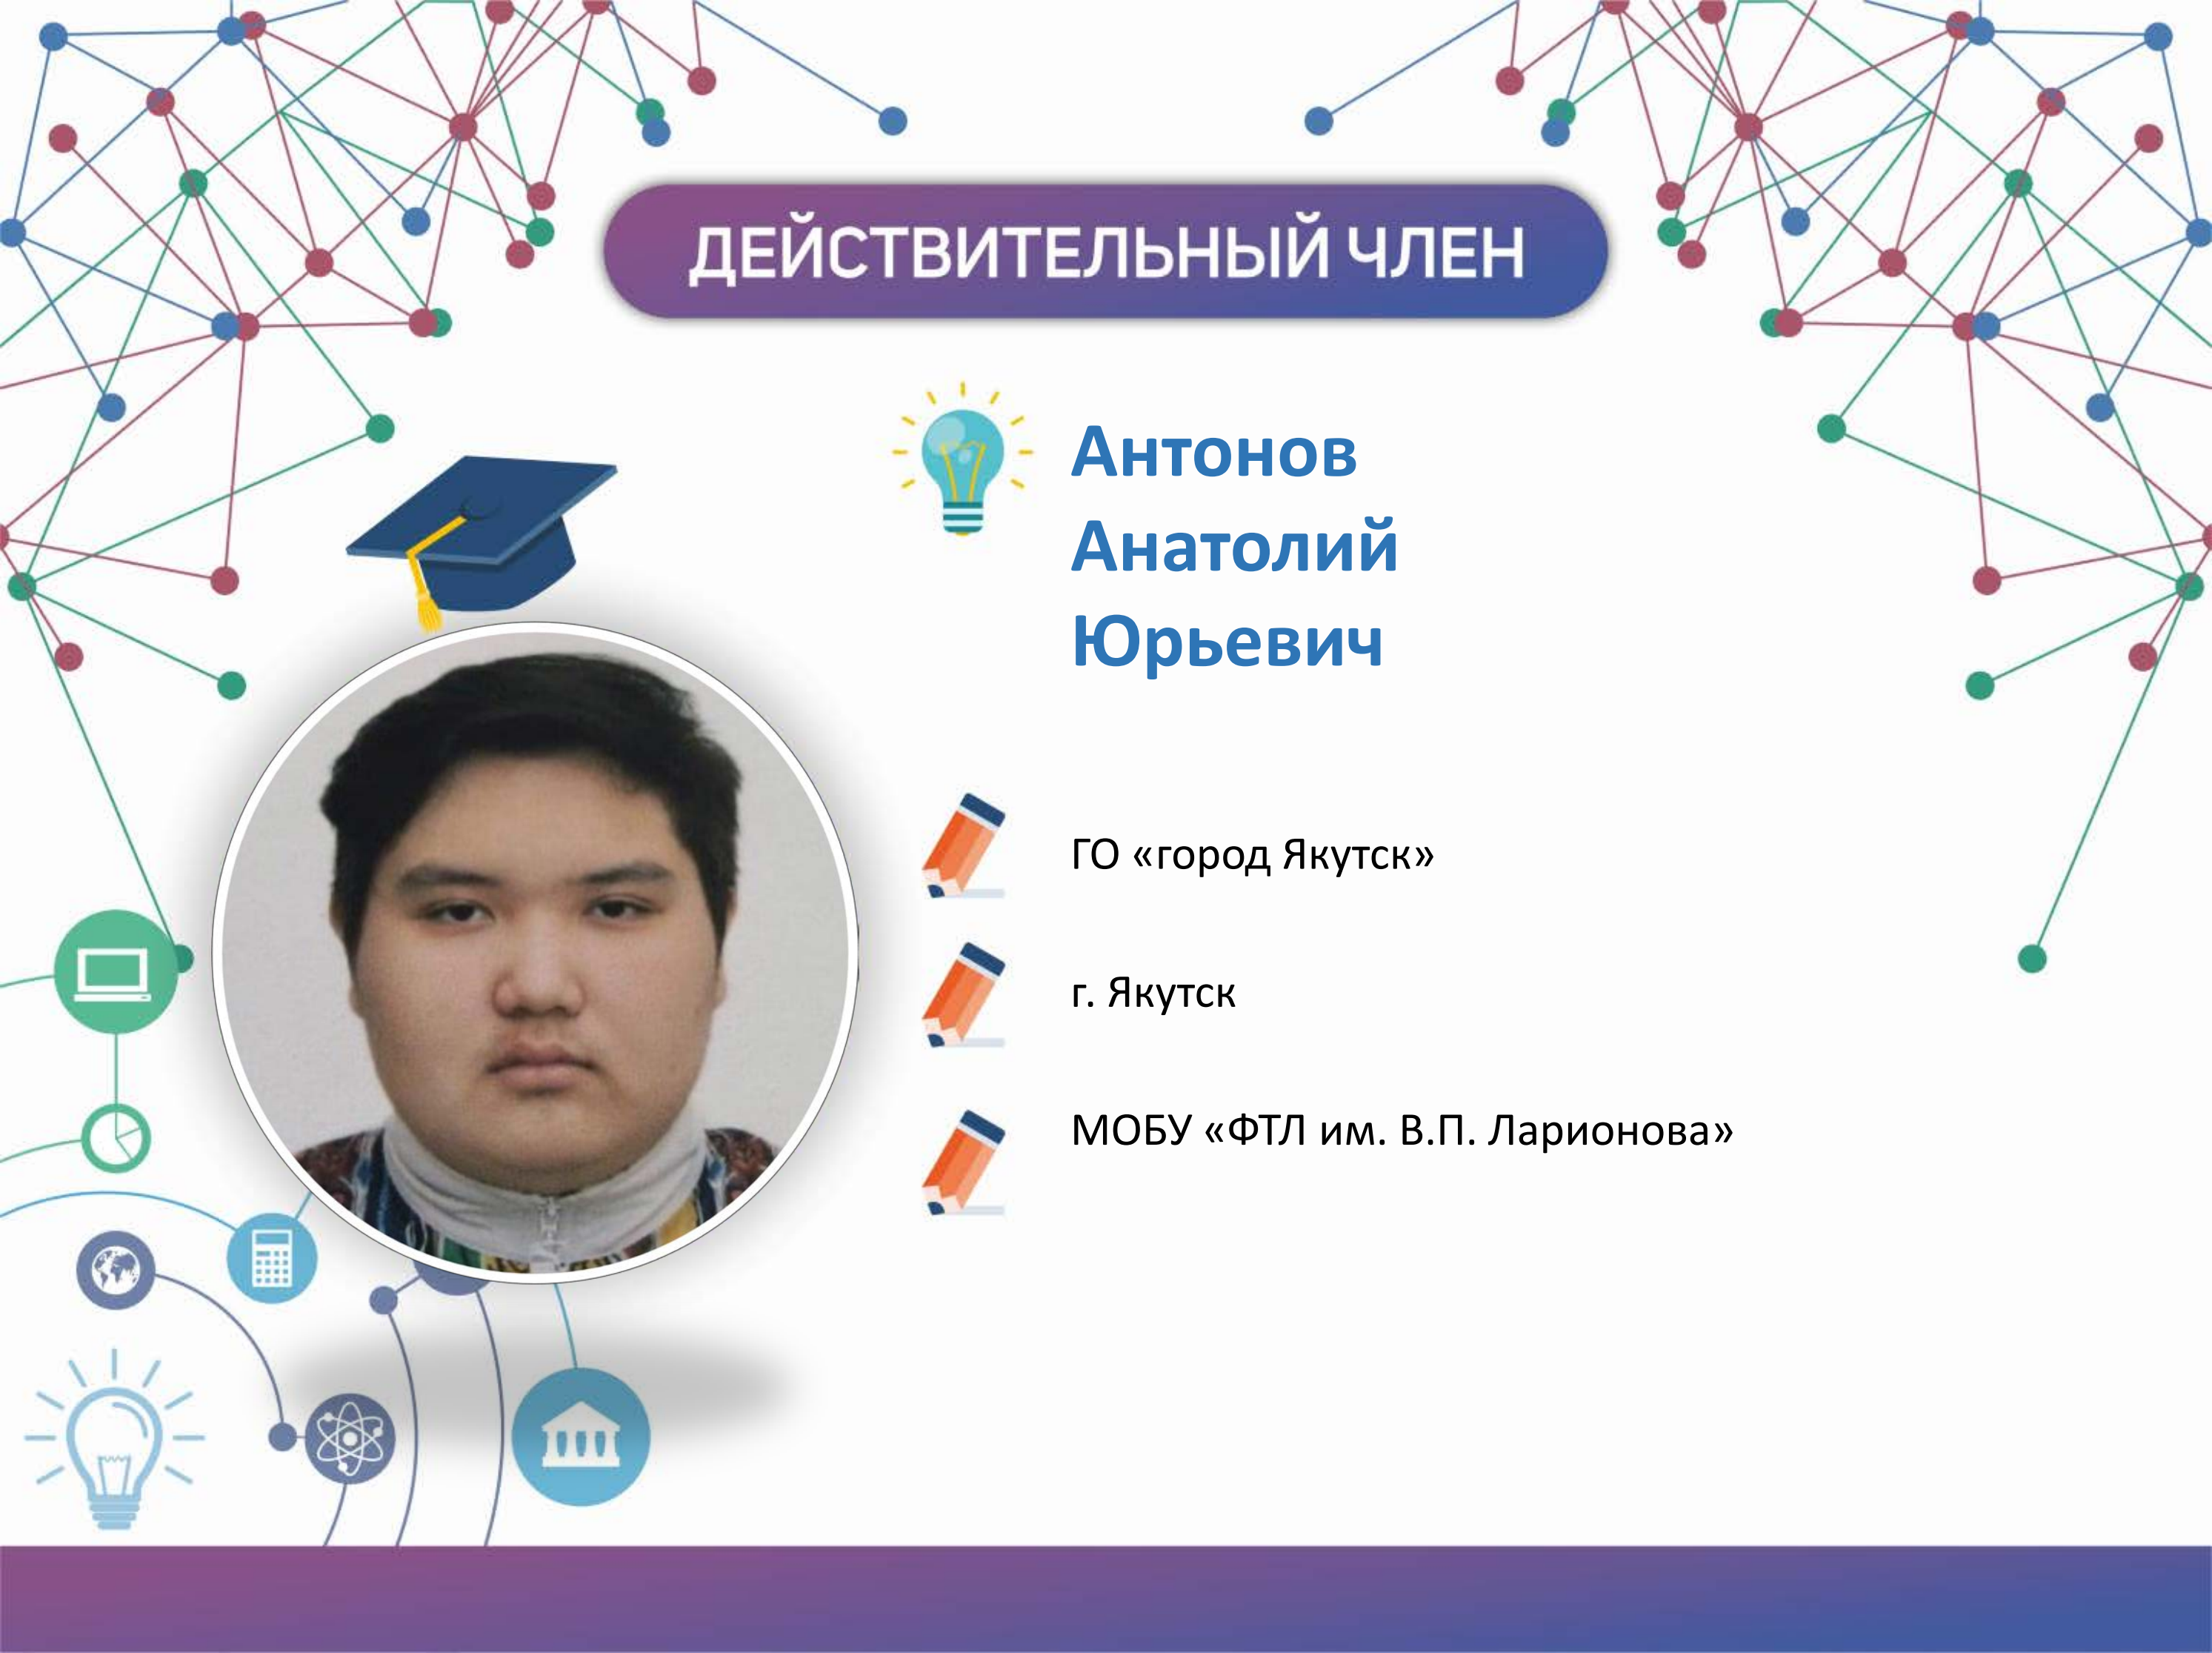 ДЕЙСТВИТЕЛЬНЫЙ ЧЛЕН
Антонов
Анатолий
Юрьевич
ГО «город Якутск»
г. Якутск
МОБУ «ФТЛ им. В.П. Ларионова»